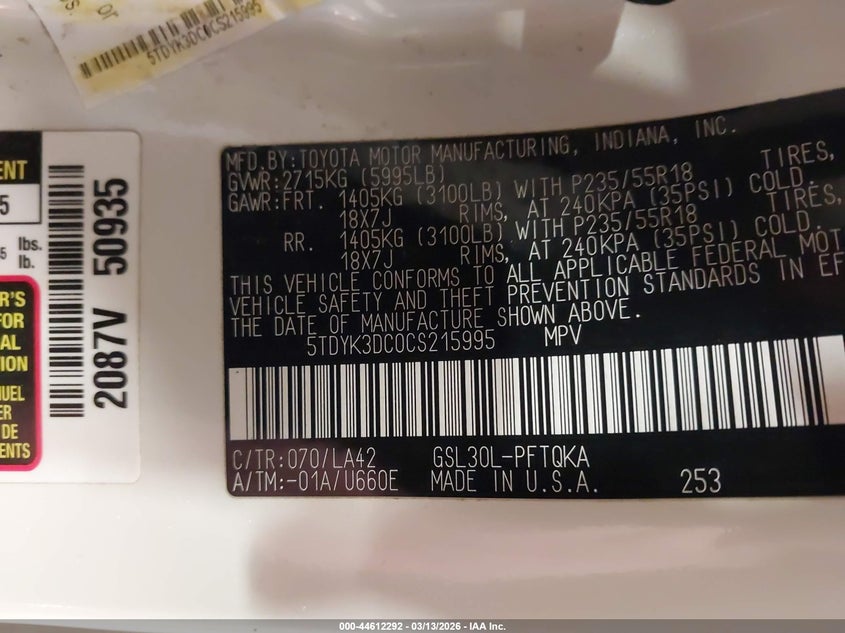 or
5TDYK3DC0CS215995
ENT
5
lbs.
lb.
R'S
FOR
AL
TION
UEL
ER
DE
ENTS
2087V 50935
MFD. BY: TOYOTA MOTOR MANUFACTURING, INDIANA, INC.
GVWR: 2715KG (5995LB)
GAWR: FRT. 1405KG (3100LB) WITH P235/55R18 TIRES,
18X7J RIMS, AT 240KPA (35PSI) COLD.
RR. 1405KG (3100LB) WITH P235/55R18 TIRES,
18X7J RIMS, AT 240KPA (35PSI) COLD.
THIS VEHICLE CONFORMS TO ALL APPLICABLE FEDERAL MOT
VEHICLE SAFETY AND THEFT PREVENTION STANDARDS IN EF
THE DATE OF MANUFACTURE SHOWN ABOVE.
5TDYK3DC0CS215995 MPV
C/TR: 070/LA42 GSL30L-PFTQKA
A/TM: -01A/U660E MADE IN U.S.A. 253
000-44612292 - 03/13/2026 - IAA Inc.